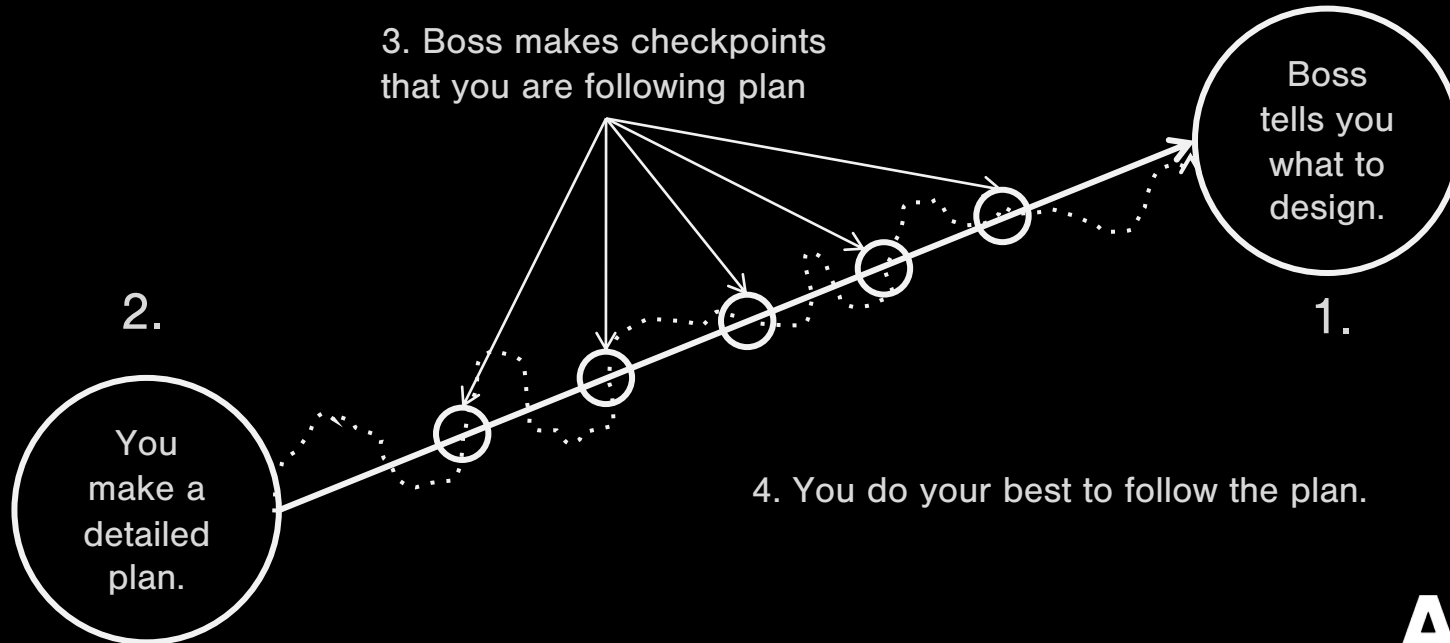 3. Boss makes checkpoints
that you are following plan
Boss
tells you
what to
design.
1.
2.
You
make a
detailed
plan.
4. You do your best to follow the plan.
A